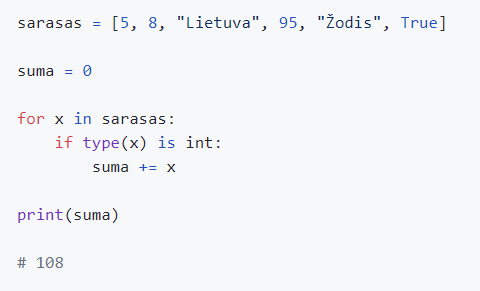 sarasas = [5, 8, "Lietuva", 95, "Žodis", True]
suma = 0
for x in sarasas:
    if type(x) is int:
        suma += x
print(suma)
# 108